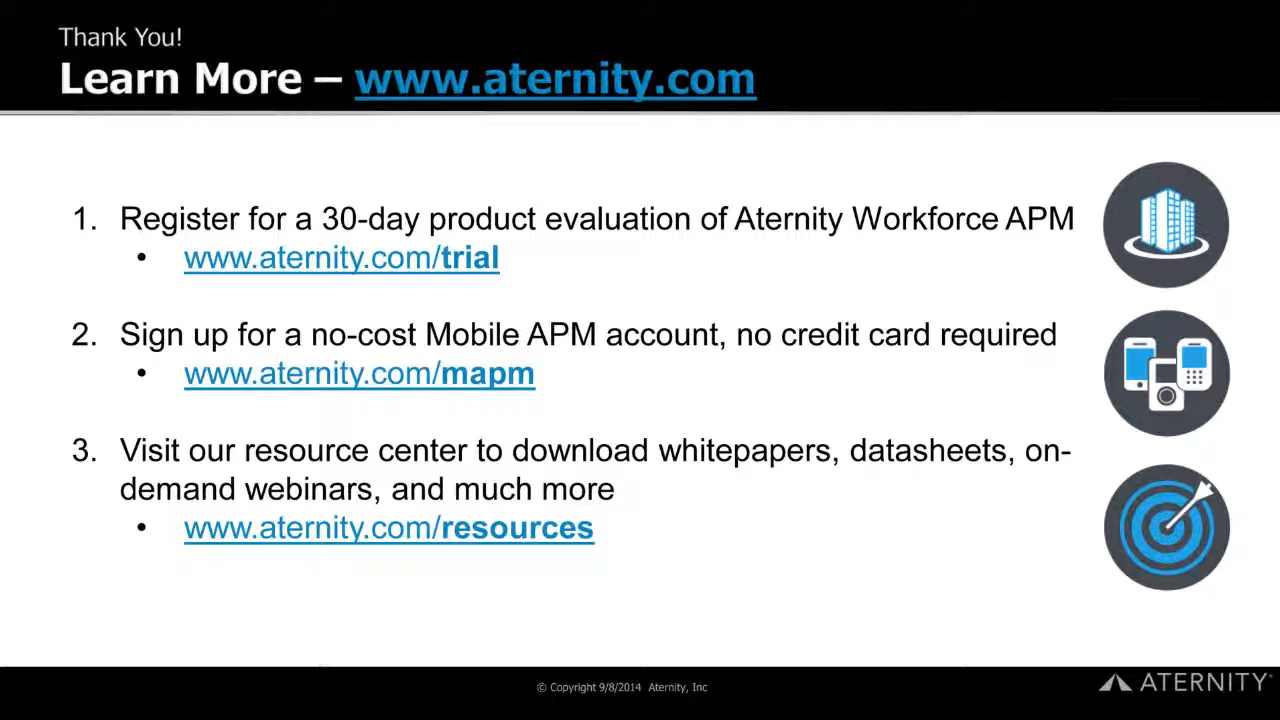 Thank You!
Learn More – www.aternity.com
1. Register for a 30-day product evaluation of Aternity Workforce APM
• www.aternity.com/trial
2. Sign up for a no-cost Mobile APM account, no credit card required
• www.aternity.com/mapm
3. Visit our resource center to download whitepapers, datasheets, on-
demand webinars, and much more
• www.aternity.com/resources
© Copyright 9/8/2014 Aternity, Inc
ATERNITY